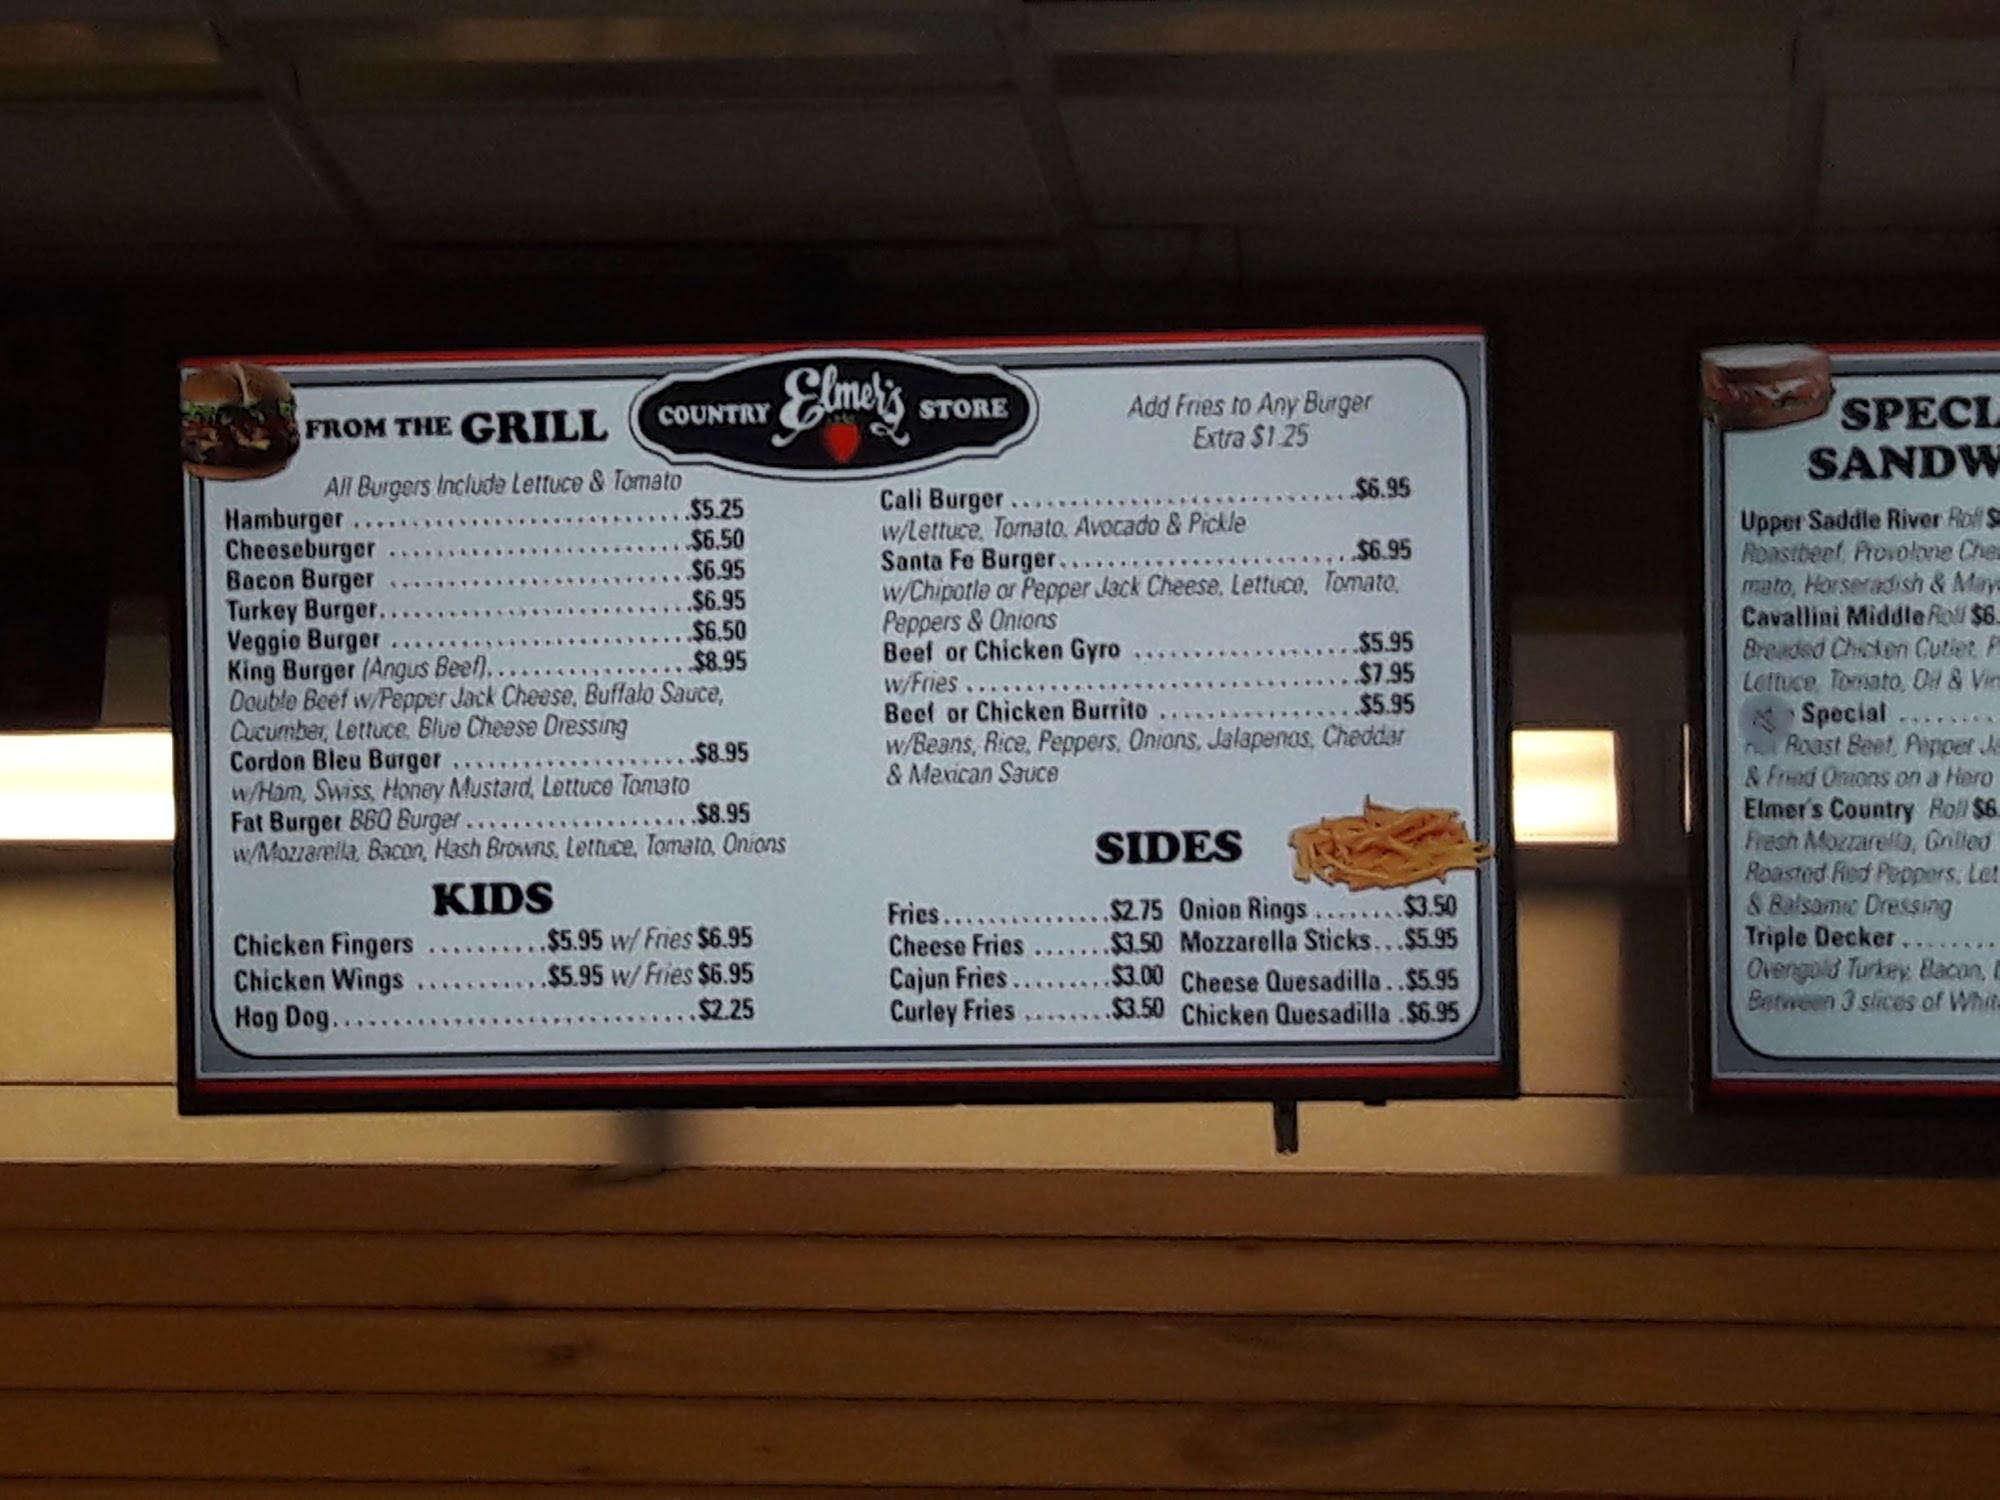 FROM THE GRILL
COUNTRY Elmer's STORE
All Burgers Include Lettuce & Tomato
Hamburger ..............................$5.25
Cheeseburger ...........................$6.50
Bacon Burger ...........................$6.95
Turkey Burger............................$6.95
Veggie Burger ...........................$6.50
King Burger (Angus Beef)..................$8.95
Double Beef w/Pepper Jack Cheese, Buffalo Sauce,
Cucumber, Lettuce, Blue Cheese Dressing
Cordon Bleu Burger ......................$8.95
w/Ham, Swiss, Honey Mustard, Lettuce Tomato
Fat Burger BBQ Burger.....................$8.95
w/Mozzarella, Bacon, Hash Browns, Lettuce, Tomato, Onions
KIDS
Chicken Fingers ..........$5.95 w/ Fries $6.95
Chicken Wings ...........$5.95 w/ Fries $6.95
Hog Dog.................................$2.25
Add Fries to Any Burger
Extra $1.25
Cali Burger ..............................$6.95
w/Lettuce, Tomato, Avocado & Pickle
Santa Fe Burger..........................$6.95
w/Chipotle or Pepper Jack Cheese, Lettuce, Tomato,
Peppers & Onions
Beef or Chicken Gyro ...................$5.95
w/Fries ..................................$7.95
Beef or Chicken Burrito .................$5.95
w/Beans, Rice, Peppers, Onions, Jalapenos, Cheddar
& Mexican Sauce
SIDES
Fries...............$2.75 Onion Rings ........$3.50
Cheese Fries .......$3.50 Mozzarella Sticks...$5.95
Cajun Fries.........$3.00 Cheese Quesadilla..$5.95
Curley Fries ........$3.50 Chicken Quesadilla .$6.95
Upper Saddle River Roll
Roastbeef, Provolone
Horseradish &
Cavallini Middle Roll $6.
Breaded Chicken Cutlet,
Lettuce, Tomato, Oil &
Special .........
Roast Beef, Pepper
& Fried Onions on a Hero
Elmer's Country Roll $6.
Fresh Mozzarella, Grilled
Roasted Red Peppers,
& Balsamic Dressing
Triple Decker .........
Ovengold Turkey, Bacon,
Between 3 slices of